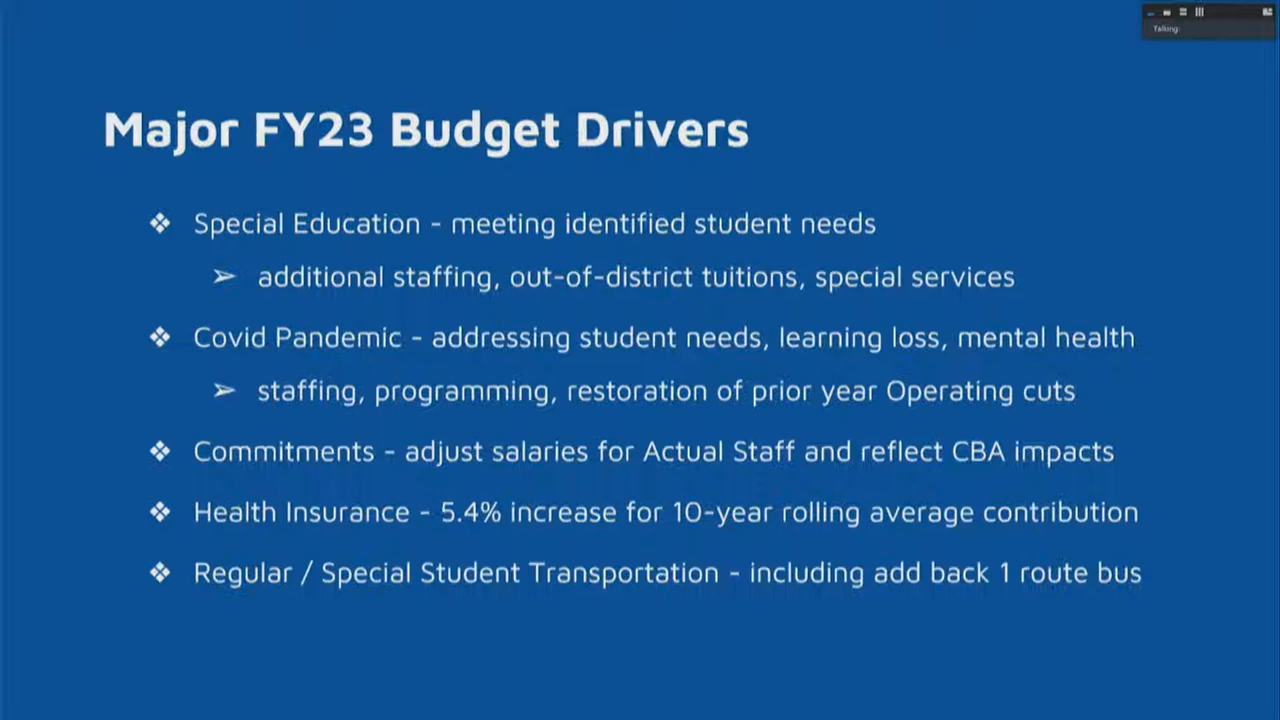 Talking:
Major FY23 Budget Drivers
❖ Special Education - meeting identified student needs
➢ additional staffing, out-of-district tuitions, special services
❖ Covid Pandemic - addressing student needs, learning loss, mental health
➢ staffing, programming, restoration of prior year Operating cuts
❖ Commitments - adjust salaries for Actual Staff and reflect CBA impacts
❖ Health Insurance - 5.4% increase for 10-year rolling average contribution
❖ Regular / Special Student Transportation - including add back 1 route bus